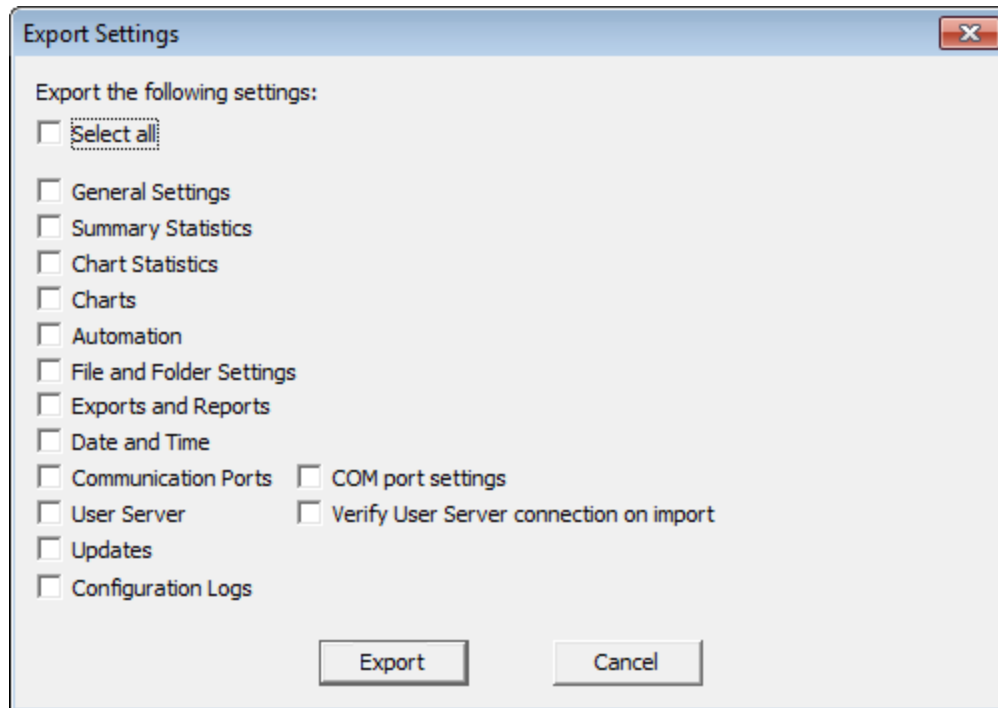 Export Settings
Export the following settings:
Select all
General Settings
Summary Statistics
Chart Statistics
Charts
Automation
File and Folder Settings
Exports and Reports
Date and Time
Communication Ports COM port settings
User Server Verify User Server connection on import
Updates
Configuration Logs
Export Cancel